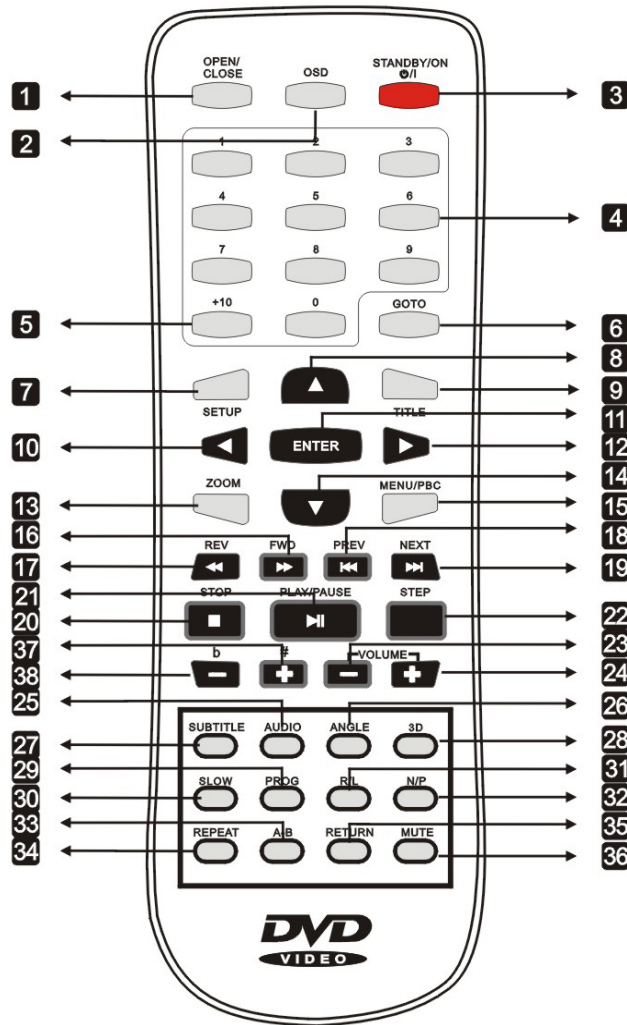 OPEN/
CLOSE
OSD
STANDBY/ON
⏻/I
1
3
2
1 2 3
4 5 6
4
7 8 9
+10 0 GOTO
5
6
8
7
9
SETUP
TITLE
11
10
ENTER
12
ZOOM
MENU/PBC
14
13
15
16
18
REV FWD PREV NEXT
17
19
21
STOP PLAY/PAUSE STEP
20
22
37
23
b # VOLUME
38
24
25
26
SUBTITLE AUDIO ANGLE 3D
27
28
29
31
SLOW PROG R/L N/P
30
32
33
35
REPEAT A-B RETURN MUTE
34
36
DVD
VIDEO